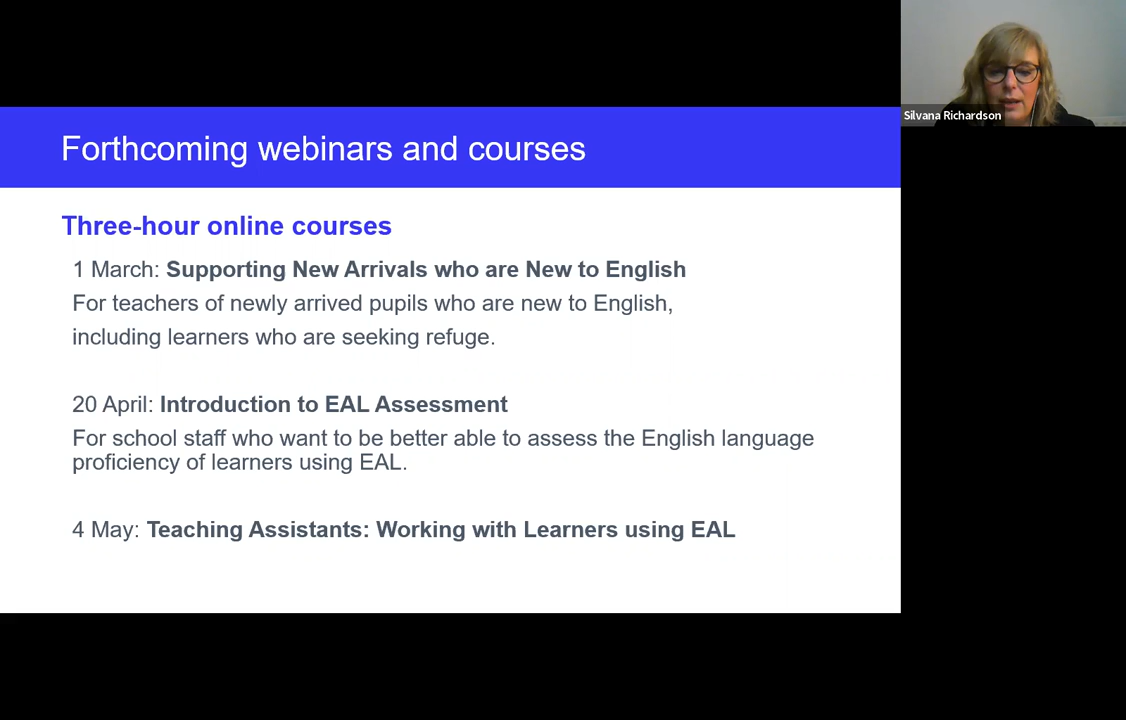 Forthcoming webinars and courses
Silvana Richardson
Three-hour online courses
1 March: Supporting New Arrivals who are New to English
For teachers of newly arrived pupils who are new to English,
including learners who are seeking refuge.
20 April: Introduction to EAL Assessment
For school staff who want to be better able to assess the English language
proficiency of learners using EAL.
4 May: Teaching Assistants: Working with Learners using EAL